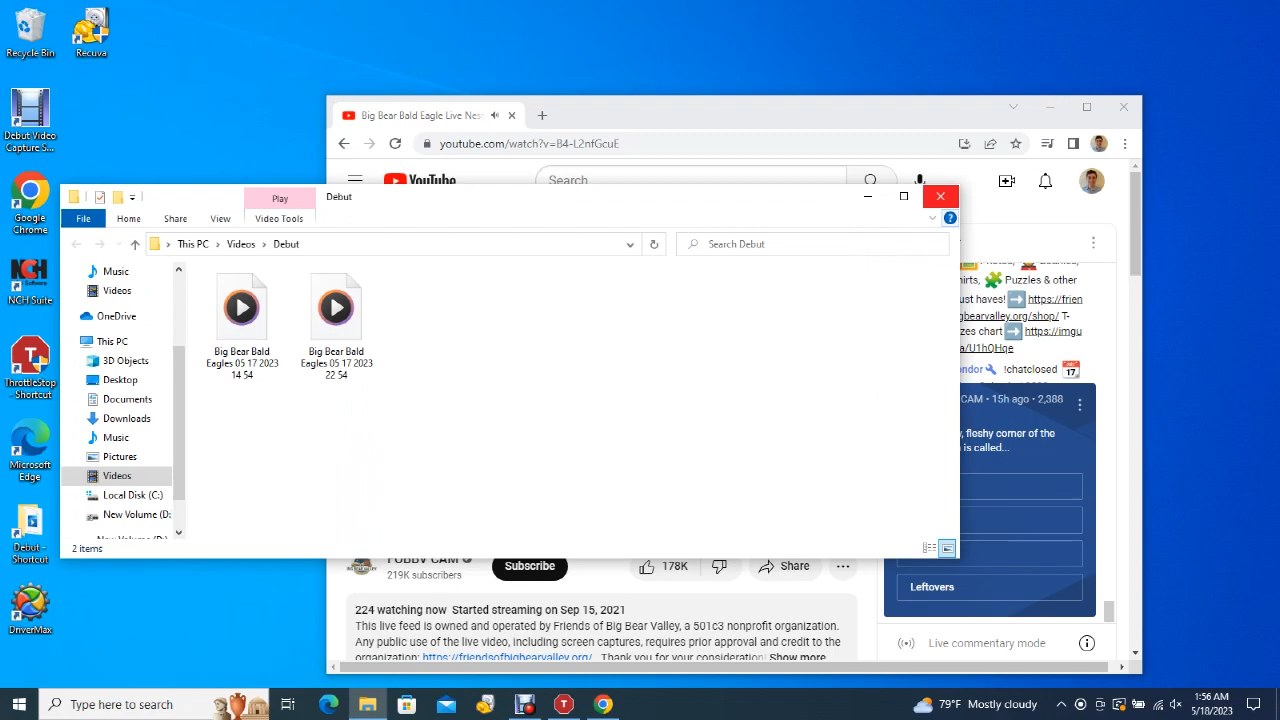 Recycle Bin
Recuva
Debut Video
Capture S...
Google
Chrome
NCH
Software
NCH Suite
ThrottleStop
- Shortcut
Microsoft
Edge
Debut -
Shortcut
DriverMax
Big Bear Bald Eagle Live Nes
youtube.com/watch?v=B4-L2nfGcuE
YouTube
Search
Play
Debut
File
Home
Share
View
Video Tools
This PC
Videos
Debut
Search Debut
Music
Videos
OneDrive
This PC
3D Objects
Desktop
Documents
Downloads
Music
Pictures
Videos
Local Disk (C:)
New Volume (D:
Big Bear Bald
Eagles 05 17 2023
14 54
Big Bear Bald
Eagles 05 17 2023
22 54
2 items
hirts, Puzzles & other
ust haves! https://frien
gbearvalley.org/shop/ T-
zes chart https://imgu
U1hQHqe
ondor !chatclosed 17
CAM • 15h ago • 2,388
, fleshy corner of the
is called...
Leftovers
Live commentary mode
219K subscribers
Subscribe
178K
Share
224 watching now Started streaming on Sep 15, 2021
This live feed is owned and operated by Friends of Big Bear Valley, a 501c3 nonprofit organization.
Any public use of the live video, including screen captures, requires prior approval and credit to the
organization: https://friendsofbigbearvalley.org/ Thank you for your consideration Show more
Type here to search
79°F Mostly cloudy
1:56 AM
5/18/2023